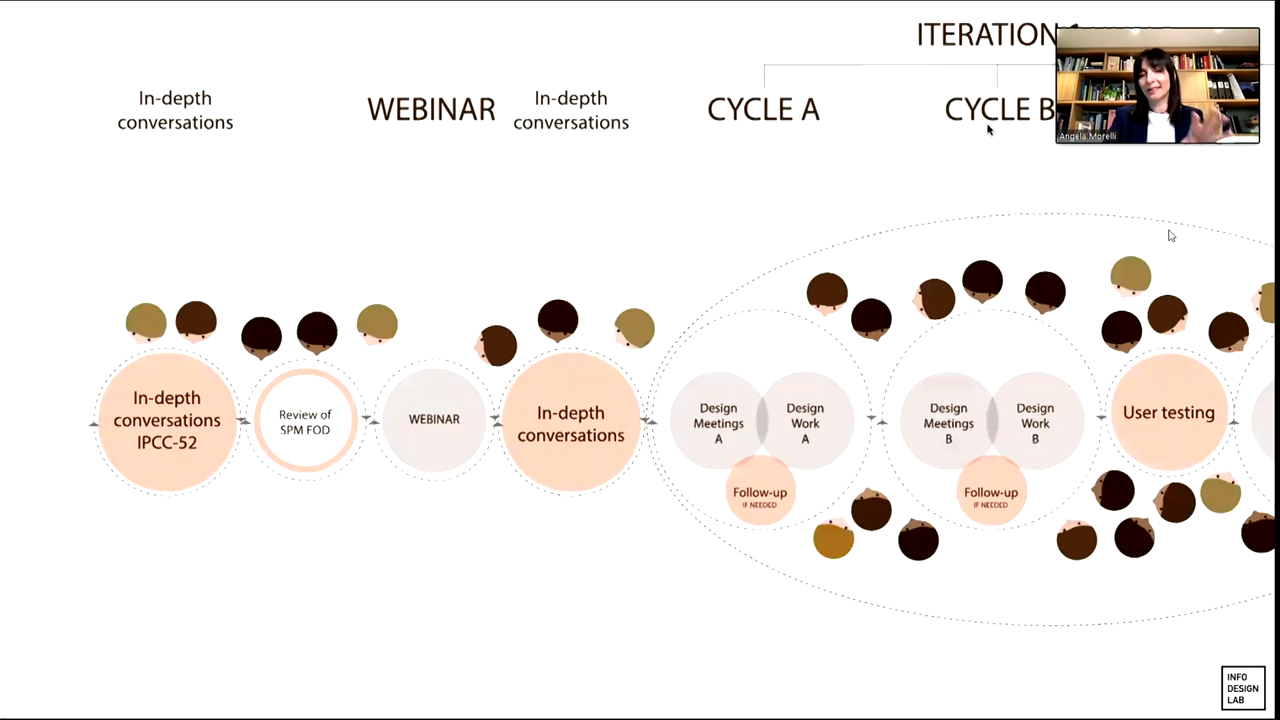 ITERATION
In-depth
conversations
WEBINAR
In-depth
conversations
CYCLE A
CYCLE B
Angela Morelli
In-depth
conversations
IPCC-52
Review of
SPM FOD
WEBINAR
In-depth
conversations
Design
Meetings
A
Design
Work
A
Follow-up
IF NEEDED
Design
Meetings
B
Design
Work
B
Follow-up
IF NEEDED
User testing
INFO
DESIGN
LAB